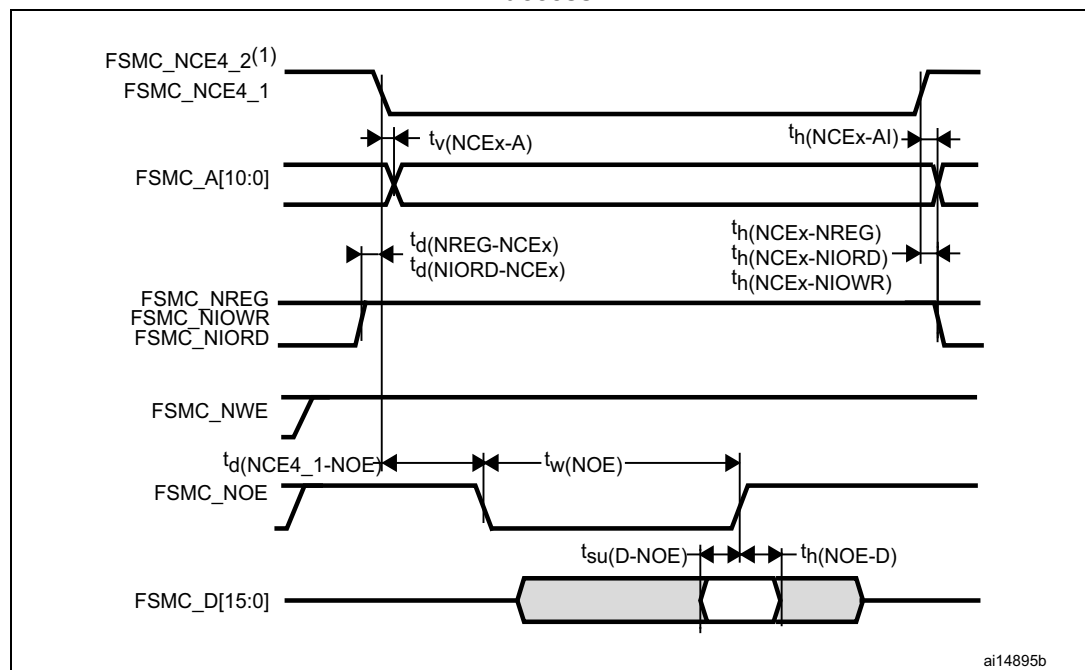 FSMC_NCE4_2(1)
FSMC_NCE4_1
tv(NCEx-A)
th(NCEx-AI)
FSMC_A[10:0]
td(NREG-NCEx)
td(NIORD-NCEx)
th(NCEx-NREG)
th(NCEx-NIORD)
th(NCEx-NIOWR)
FSMC_NREG
FSMC_NIOWR
FSMC_NIORD
FSMC_NWE
td(NCE4_1-NOE)
tw(NOE)
FSMC_NOE
tsu(D-NOE)
th(NOE-D)
FSMC_D[15:0]
ai14895b